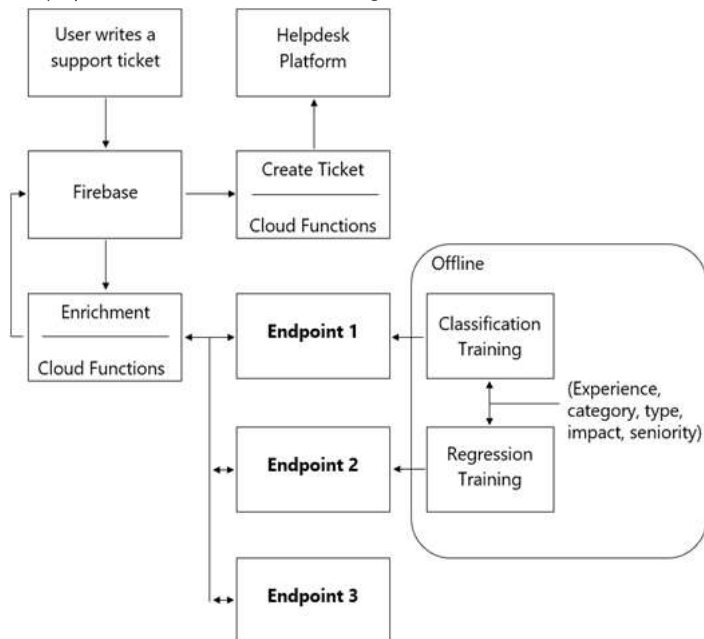 User writes a
support ticket
Helpdesk
Platform
Firebase
Create Ticket
Cloud Functions
Offline
Enrichment
Cloud Functions
Endpoint 1
Classification
Training
(Experience,
category, type,
impact, seniority)
Endpoint 2
Regression
Training
Endpoint 3